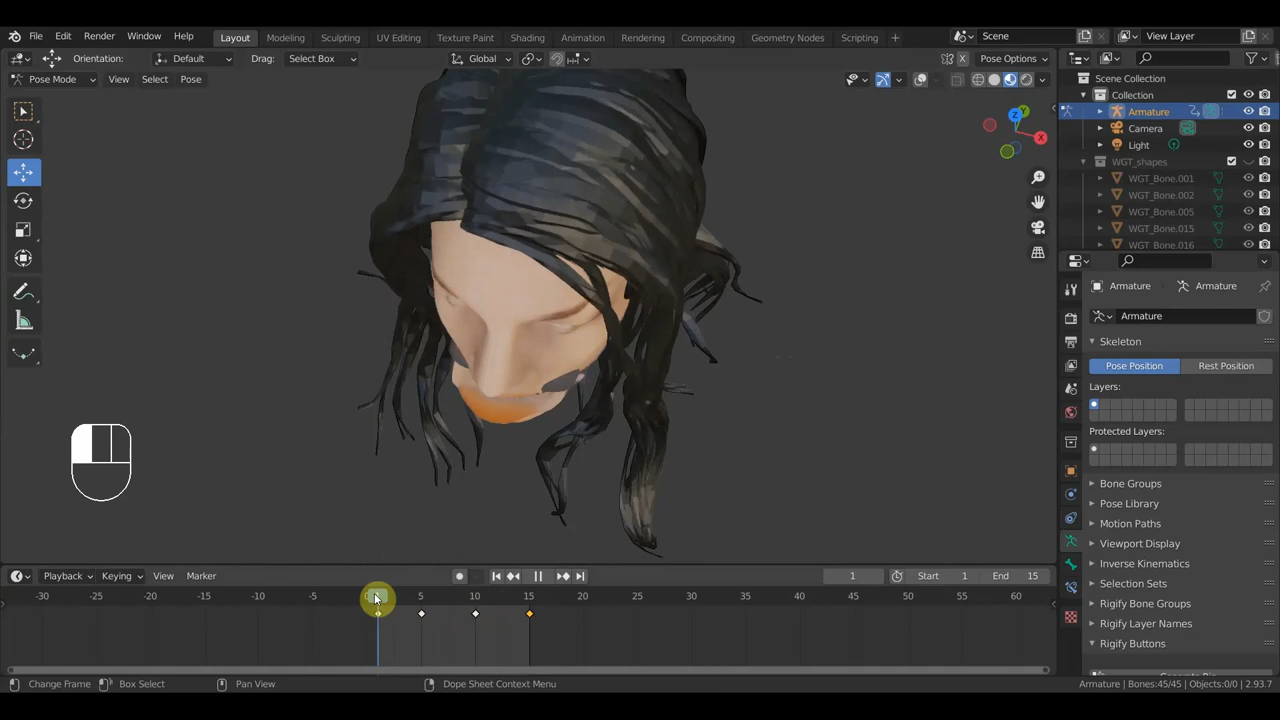 File Edit Render Window Help Layout Modeling Sculpting UV Editing Texture Paint Shading Animation Rendering Compositing Geometry Nodes Scripting + Scene View Layer
Orientation: Default Drag: Select Box Global X Pose Options
Pose Mode View Select Pose
Scene Collection
Collection
Armature
Camera
Light
WGT_shapes
WGT_Bone.001
WGT_Bone.002
WGT_Bone.005
WGT_Bone.015
WGT_Bone.016
Z
Y
X
Armature Armature
Armature
Skeleton
Pose Position Rest Position
Layers:
Protected Layers:
Bone Groups
Pose Library
Motion Paths
Viewport Display
Inverse Kinematics
Selection Sets
Rigify Bone Groups
Rigify Layer Names
Rigify Buttons
Playback Keying View Marker 1 Start 1 End 15
-30 -25 -20 -15 -10 -5 5 10 15 20 25 30 35 40 45 50 55 60
Change Frame Box Select Pan View Dope Sheet Context Menu Armature | Bones:45/45 | Objects:0/0 | 2.93.7